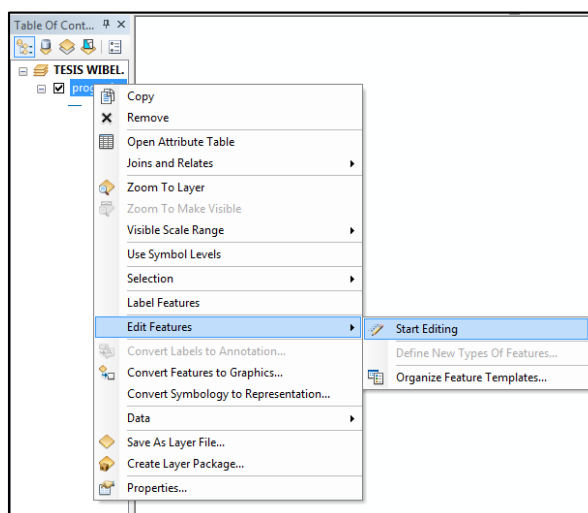 Table Of Cont...
TESIS WIBEL.
Copy
Remove
Open Attribute Table
Joins and Relates
Zoom To Layer
Zoom To Make Visible
Visible Scale Range
Use Symbol Levels
Selection
Label Features
Edit Features
Start Editing
Convert Labels to Annotation...
Define New Types Of Features...
Convert Features to Graphics...
Organize Feature Templates...
Convert Symbology to Representation...
Data
Save As Layer File...
Create Layer Package...
Properties...